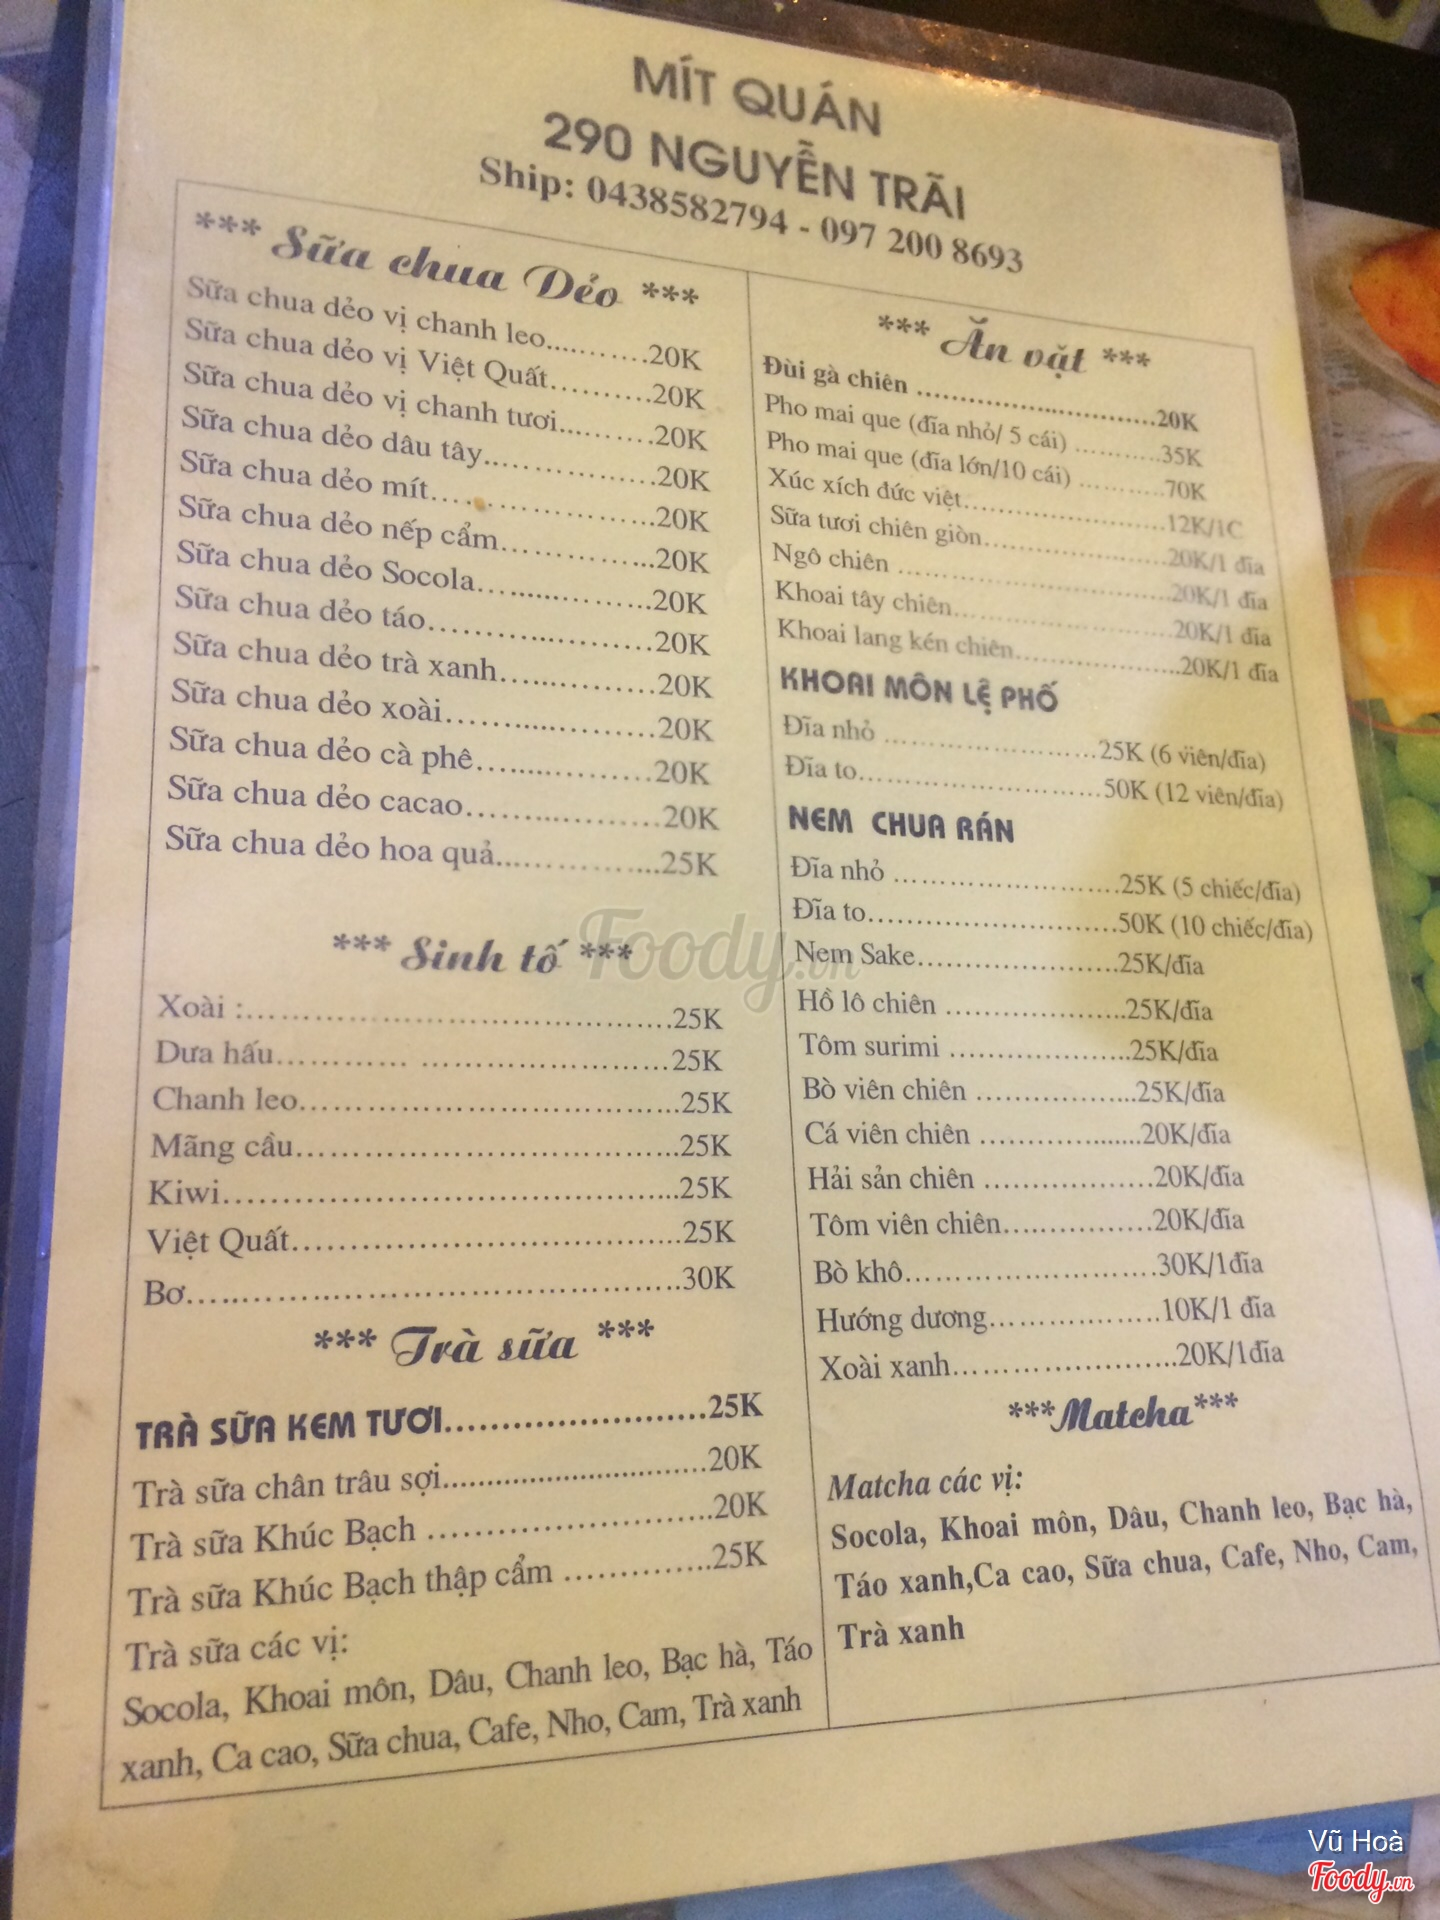 MÍT QUÁN
290 NGUYỄN TRÃI
Ship: 0438582794 - 097 200 8693
*** Sữa chua Dẻo ***
Sữa chua dẻo vị chanh leo..........20K
Sữa chua dẻo vị Việt Quất..........20K
Sữa chua dẻo vị chanh tươi..........20K
Sữa chua dẻo dâu tây..........20K
Sữa chua dẻo mít..........20K
Sữa chua dẻo nếp cẩm..........20K
Sữa chua dẻo Socola..........20K
Sữa chua dẻo táo..........20K
Sữa chua dẻo trà xanh..........20K
Sữa chua dẻo xoài..........20K
Sữa chua dẻo cà phê..........20K
Sữa chua dẻo cacao..........20K
Sữa chua dẻo hoa quả..........25K
*** Sinh tố ***
Xoài :..........25K
Dưa hấu..........25K
Chanh leo..........25K
Mãng cầu..........25K
Kiwi..........25K
Việt Quất..........25K
Bơ..........30K
*** Trà sữa ***
TRÀ SỮA KEM TƯƠI..........25K
Trà sữa chân trâu sợi..........20K
Trà sữa Khúc Bạch ..........20K
Trà sữa Khúc Bạch thập cẩm ..........25K
Trà sữa các vị:
Socola, Khoai môn, Dâu, Chanh leo, Bạc hà, Táo
xanh, Ca cao, Sữa chua, Cafe, Nho, Cam, Trà xanh
*** Ăn vặt ***
Đùi gà chiên ..........20K
Pho mai que (đĩa nhỏ/ 5 cái) ..........35K
Pho mai que (đĩa lớn/10 cái) ..........70K
Xúc xích đức việt..........12K/1C
Sữa tươi chiên giòn..........20K/1 đĩa
Ngô chiên ..........20K/1 đĩa
Khoai tây chiên..........20K/1 đĩa
Khoai lang kén chiên..........20K/1 đĩa
KHOAI MÔN LỆ PHỐ
Đĩa nhỏ ..........25K (6 viên/đĩa)
Đĩa to..........50K (12 viên/đĩa)
NEM CHUA RÁN
Đĩa nhỏ ..........25K (5 chiếc/đĩa)
Đĩa to..........50K (10 chiếc/đĩa)
Nem Sake..........25K/đĩa
Hồ lô chiên ..........25K/đĩa
Tôm surimi ..........25K/đĩa
Bò viên chiên ..........25K/đĩa
Cá viên chiên ..........20K/đĩa
Hải sản chiên ..........20K/đĩa
Tôm viên chiên..........20K/đĩa
Bò khô..........30K/1đĩa
Hướng dương..........10K/1 đĩa
Xoài xanh..........20K/1đĩa
***Matcha***
Matcha các vị:
Socola, Khoai môn, Dâu, Chanh leo, Bạc hà,
Táo xanh,Ca cao, Sữa chua, Cafe, Nho, Cam,
Trà xanh
Foody.vn
Vũ Hoà
Foody.vn